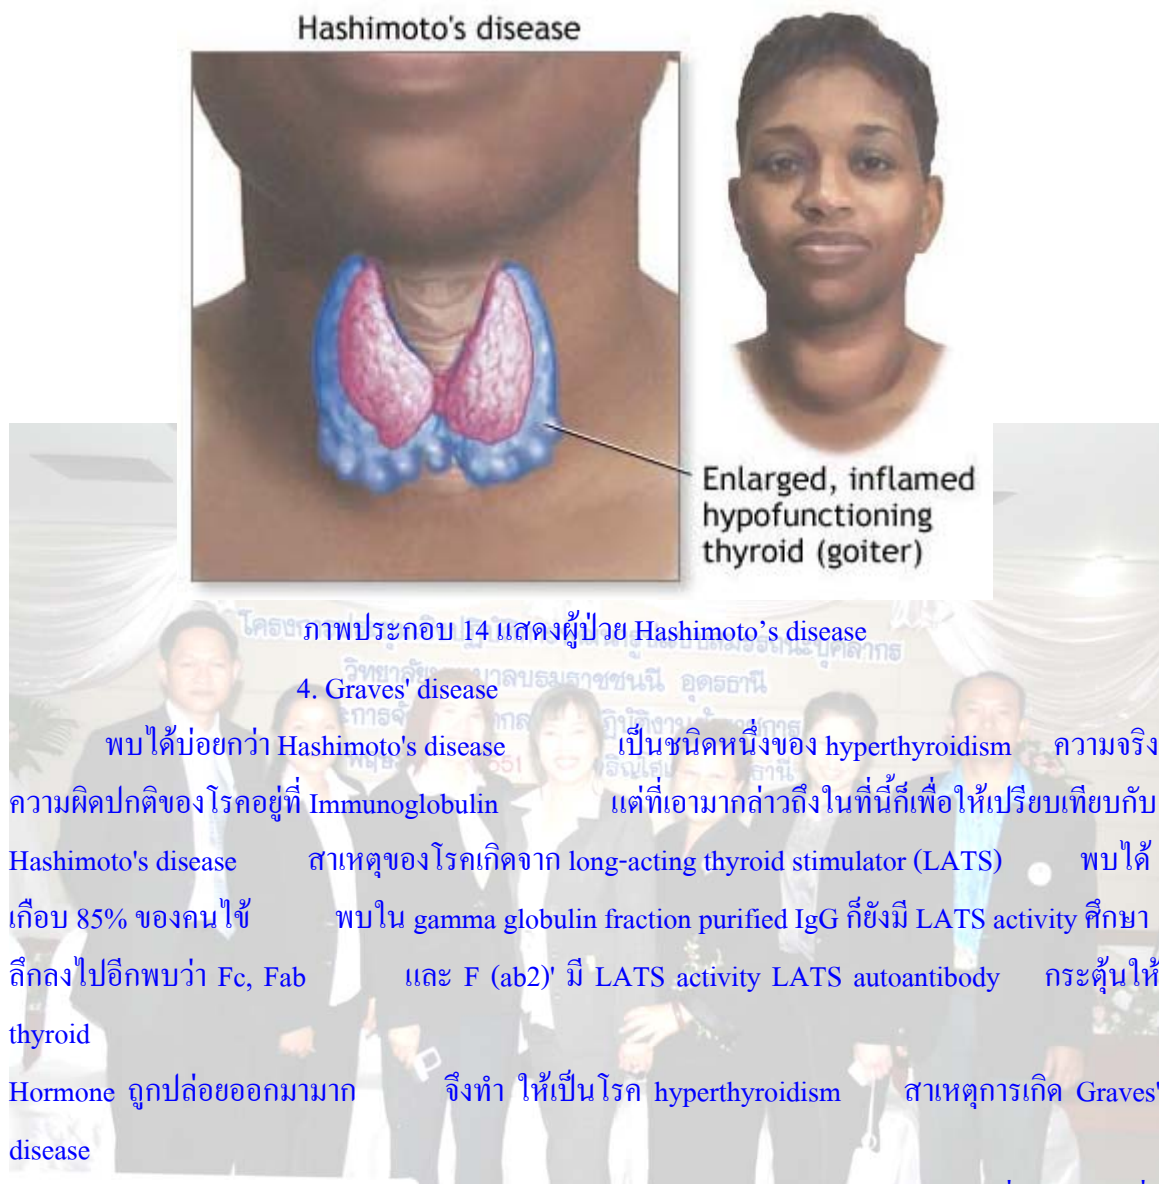 Hashimoto's disease
Enlarged, inflamed
hypofunctioning
thyroid (goiter)
ภาพประกอบ 14 แสดงผู้ป่วย Hashimoto’s disease
4. Graves' disease
พบได้บ่อยกว่า Hashimoto's disease เป็นชนิดหนึ่งของ hyperthyroidism ความจริง
ความผิดปกติของโรคอยู่ที่ Immunoglobulin แต่ที่เอามากล่าวถึงในที่นี้ก็เพื่อให้เปรียบเทียบกับ
Hashimoto's disease สาเหตุของโรคเกิดจาก long-acting thyroid stimulator (LATS) พบได้
เกือบ 85% ของคนไข้ พบใน gamma globulin fraction purified IgG ก็ยังมี LATS activity ศึกษา
ลึกลงไปอีกพบว่า Fc, Fab และ F (ab2)' มี LATS activity LATS autoantibody กระตุ้นให้
thyroid
Hormone ถูกปล่อยออกมามาก จึงทำ ให้เป็นโรค hyperthyroidism สาเหตุการเกิด Graves'
disease